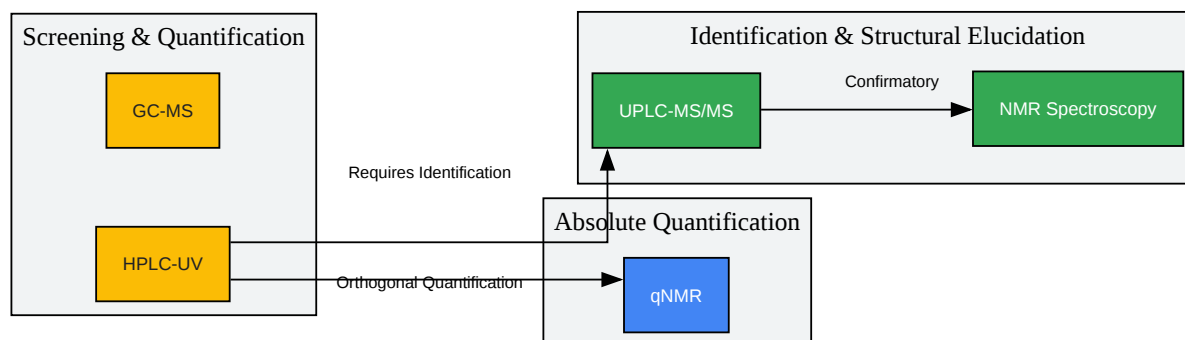 Screening & Quantification
GC-MS
HPLC-UV
Requires Identification
Orthogonal Quantification
Identification & Structural Elucidation
UPLC-MS/MS
Confirmatory
NMR Spectroscopy
Absolute Quantification
qNMR